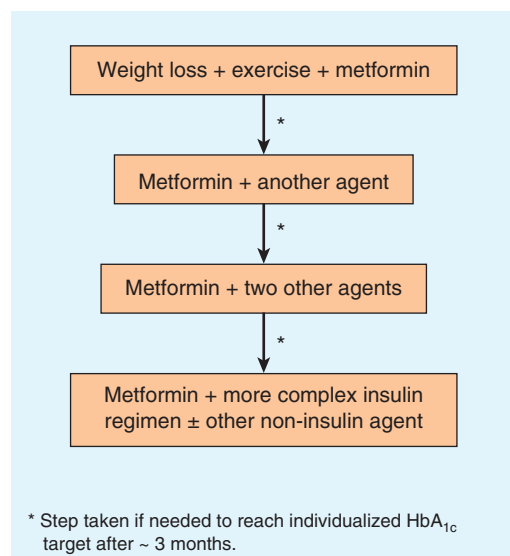 Weight loss + exercise + metformin
*
Metformin + another agent
*
Metformin + two other agents
*
Metformin + more complex insulin
regimen ± other non-insulin agent
* Step taken if needed to reach individualized HbA1c
target after ~ 3 months.